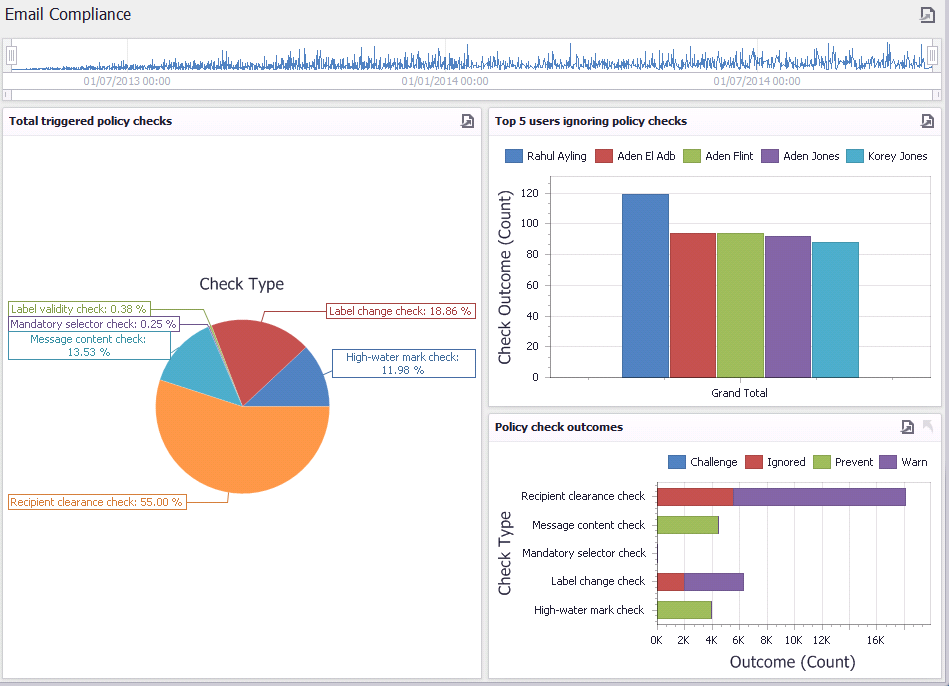 Email Compliance
01/07/2013 00:00
01/01/2014 00:00
01/07/2014 00:00
Total triggered policy checks
Check Type
Label validity check: 0.38 %
Mandatory selector check: 0.25 %
Message content check:
13.53 %
Label change check: 18.86 %
High-water mark check:
11.98 %
Recipient clearance check: 55.00 %
Top 5 users ignoring policy checks
Rahul Ayling
Aden El Adb
Aden Flint
Aden Jones
Korey Jones
Check Outcome (Count)
120
100
80
60
40
20
0
Grand Total
Policy check outcomes
Challenge
Ignored
Prevent
Warn
Check Type
Recipient clearance check
Message content check
Mandatory selector check
Label change check
High-water mark check
0K
2K
4K
6K
8K
10K
12K
16K
Outcome (Count)